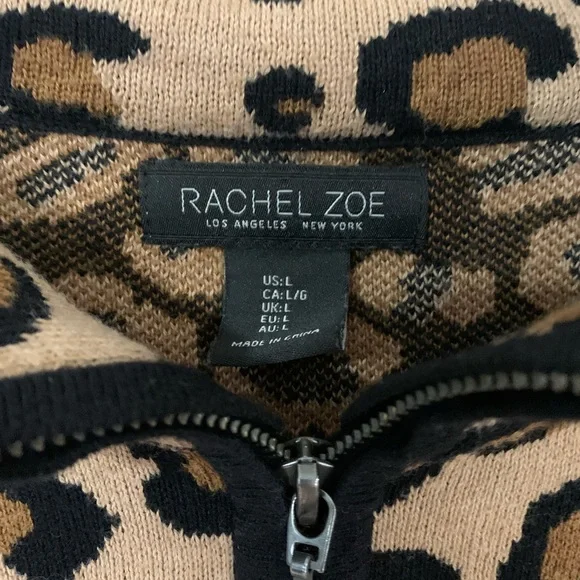 RACHEL ZOE
LOS ANGELES NEW YORK
US: L
CA: L/G
UK: L
EU: L
AU: L
MADE IN CHINA